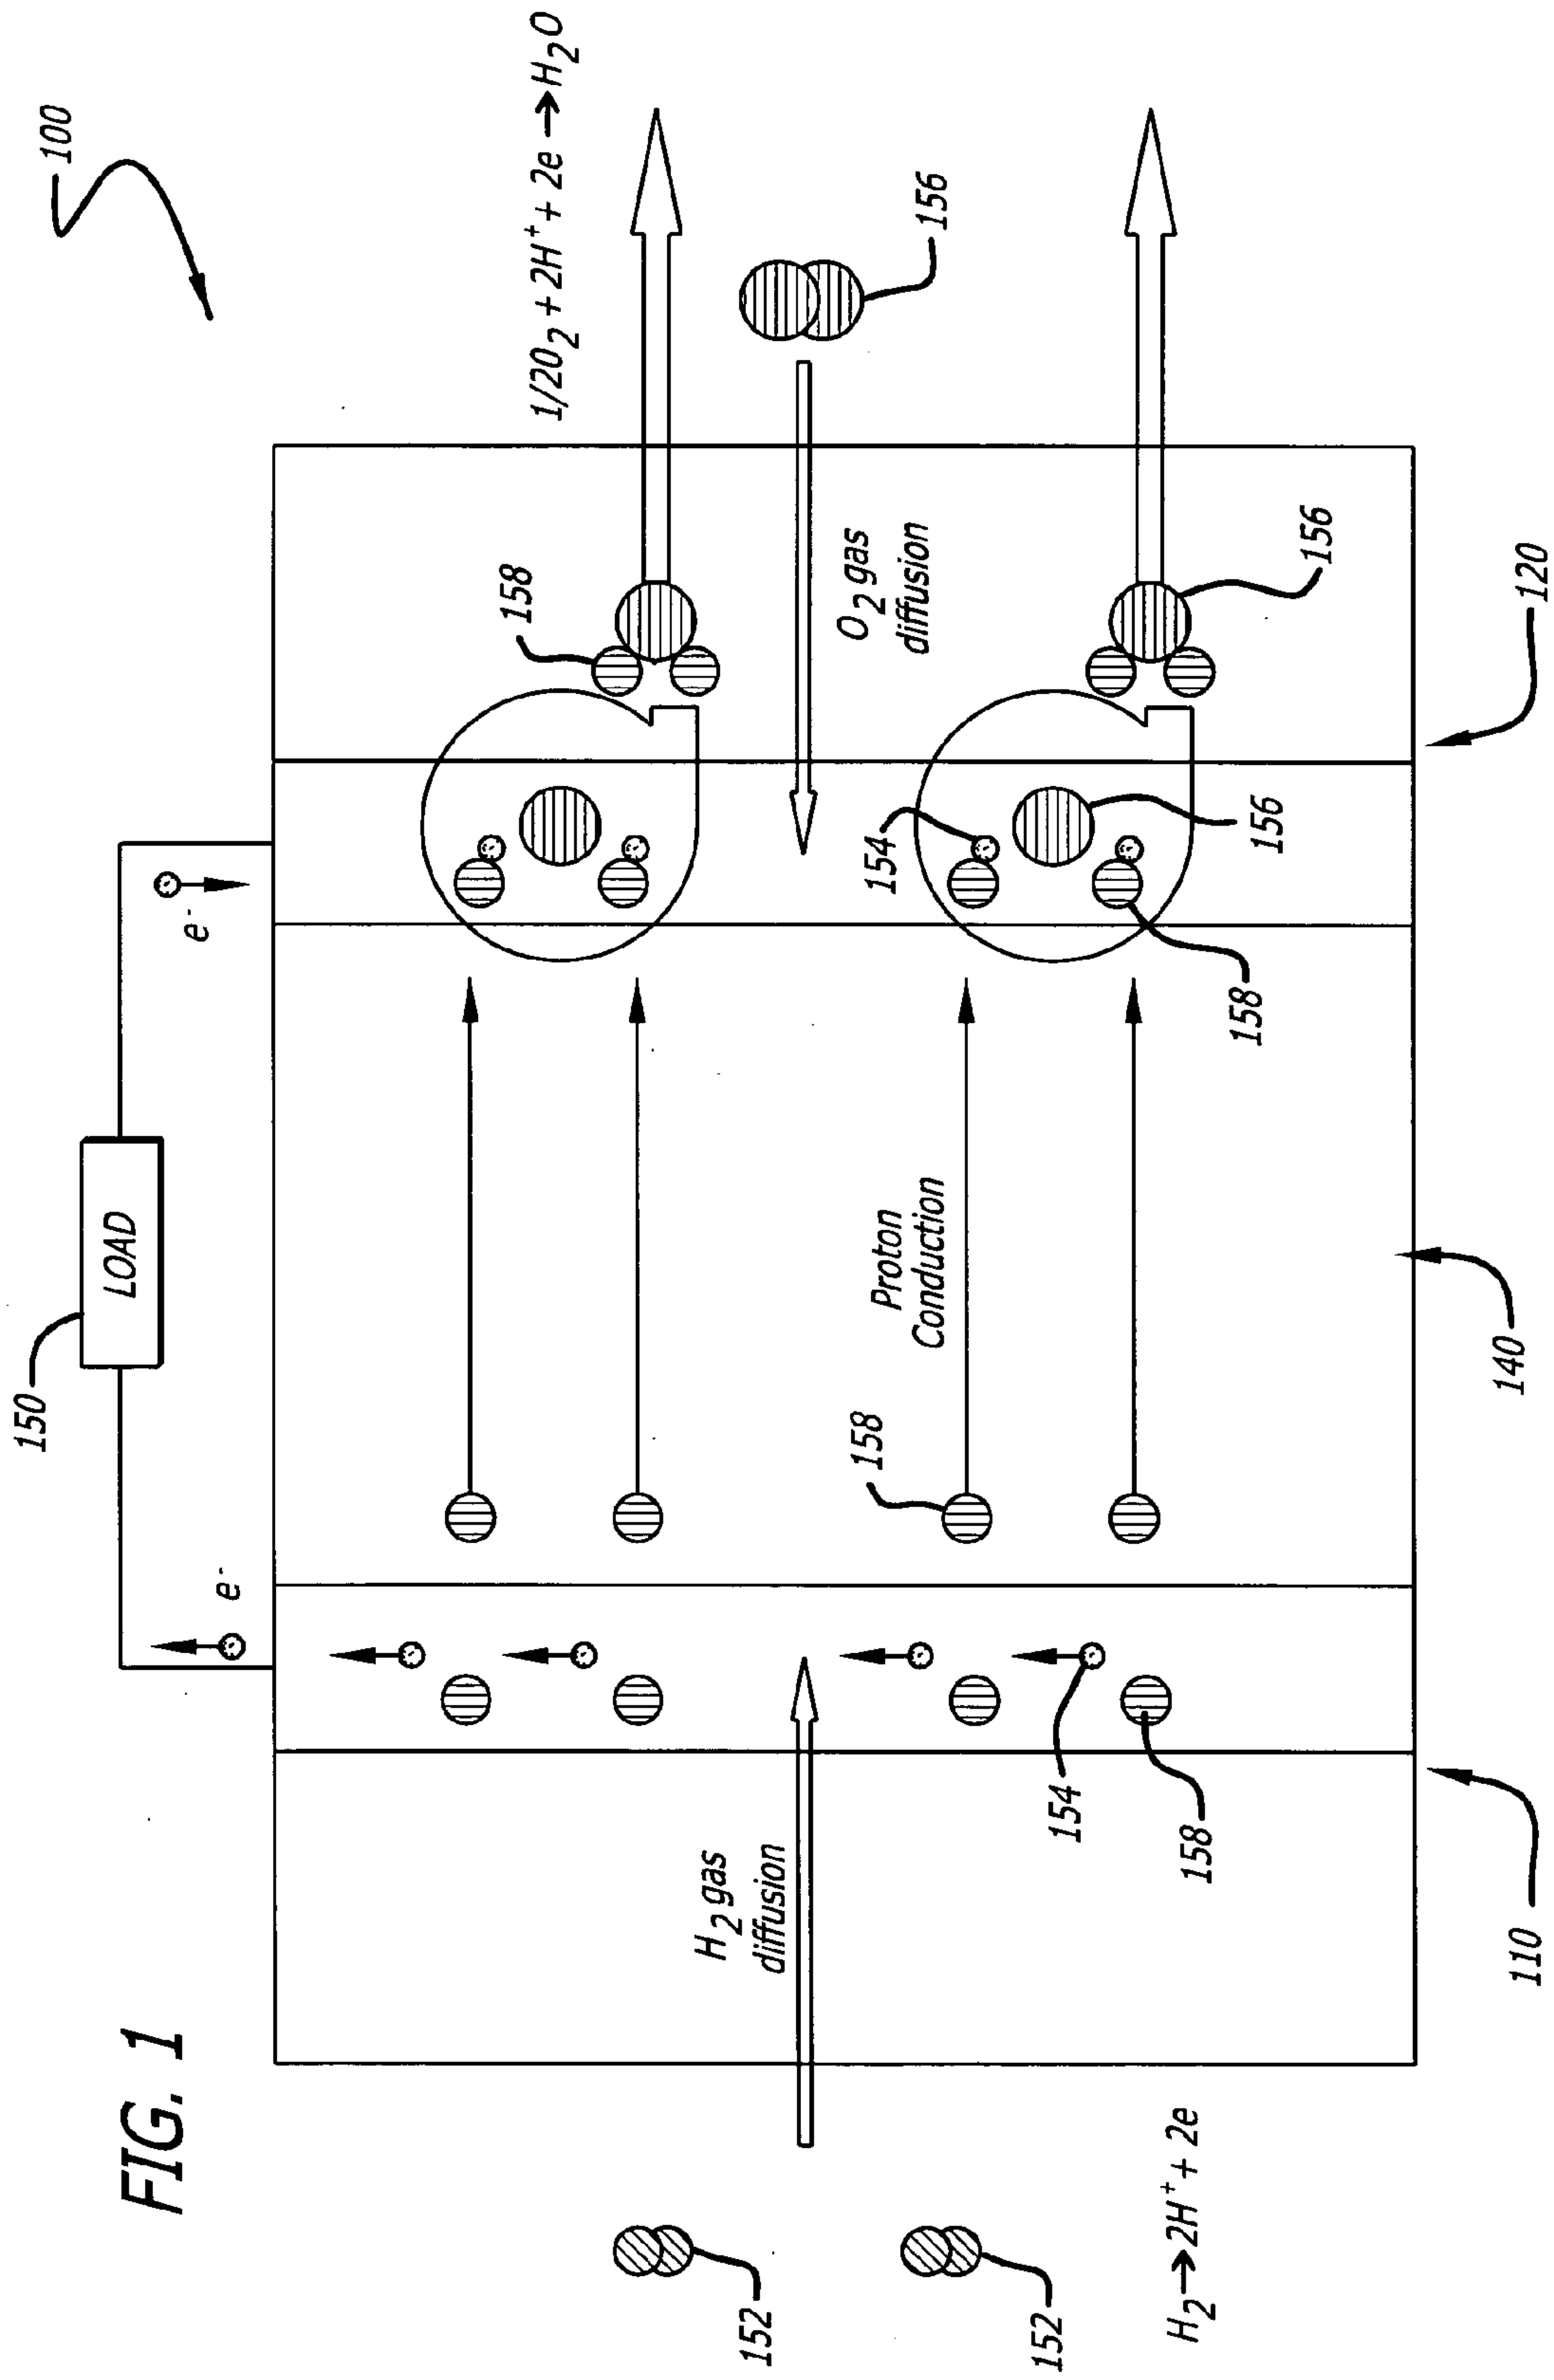 FIG. 1
100
150
LOAD
e-
e-
1/2O2 + 2H+ + 2e → H2O
158
156
O2 gas
diffusion
H2 gas
diffusion
Proton
Conduction
158
154
156
158
156
154
158
152
152
H2 → 2H+ + 2e
110
140
120